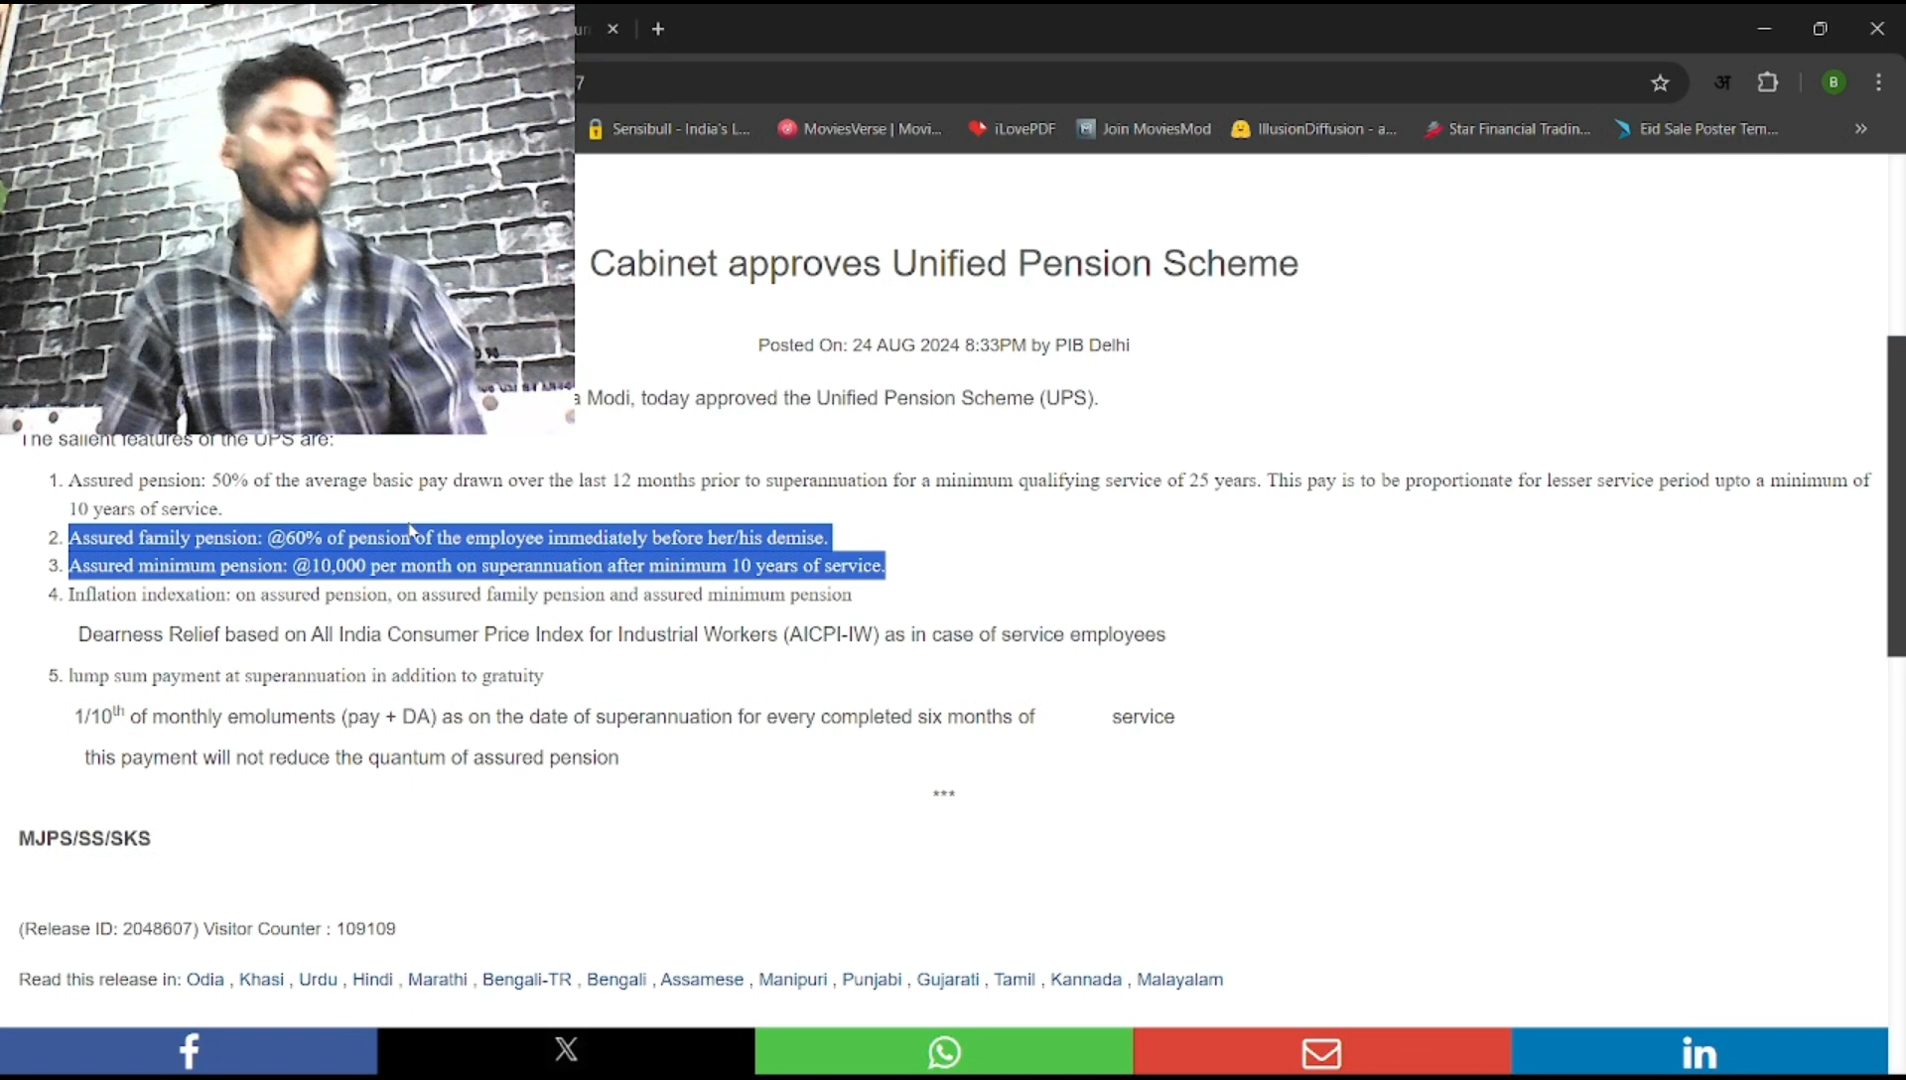 7
Sensibull - India's L...
MoviesVerse | Movi...
iLovePDF
Join MoviesMod
IllusionDiffusion - a...
Star Financial Tradin...
Eid Sale Poster Tem...
अ
B
Cabinet approves Unified Pension Scheme
Posted On: 24 AUG 2024 8:33PM by PIB Delhi
a Modi, today approved the Unified Pension Scheme (UPS).
The salient features of the UPS are:
1. Assured pension: 50% of the average basic pay drawn over the last 12 months prior to superannuation for a minimum qualifying service of 25 years. This pay is to be proportionate for lesser service period upto a minimum of
10 years of service.
2. Assured family pension: @60% of pension of the employee immediately before her/his demise.
3. Assured minimum pension: @10,000 per month on superannuation after minimum 10 years of service.
4. Inflation indexation: on assured pension, on assured family pension and assured minimum pension
Dearness Relief based on All India Consumer Price Index for Industrial Workers (AICPI-IW) as in case of service employees
5. lump sum payment at superannuation in addition to gratuity
1/10th of monthly emoluments (pay + DA) as on the date of superannuation for every completed six months of service
this payment will not reduce the quantum of assured pension
***
MJPS/SS/SKS
(Release ID: 2048607) Visitor Counter : 109109
Read this release in: Odia , Khasi , Urdu , Hindi , Marathi , Bengali-TR , Bengali , Assamese , Manipuri , Punjabi , Gujarati , Tamil , Kannada , Malayalam